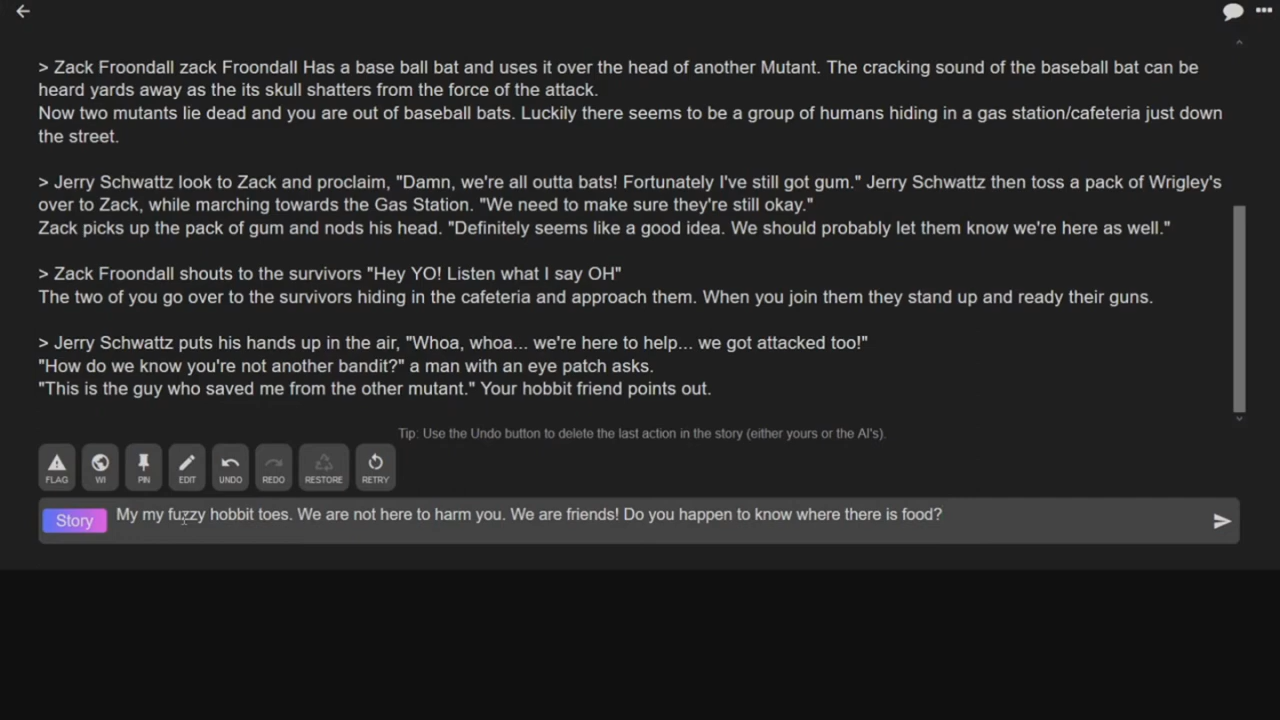 > Zack Froondall zack Froondall Has a base ball bat and uses it over the head of another Mutant. The cracking sound of the baseball bat can be
heard yards away as the its skull shatters from the force of the attack.
Now two mutants lie dead and you are out of baseball bats. Luckily there seems to be a group of humans hiding in a gas station/cafeteria just down
the street.
> Jerry Schwattz look to Zack and proclaim, "Damn, we're all outta bats! Fortunately I've still got gum." Jerry Schwattz then toss a pack of Wrigley's
over to Zack, while marching towards the Gas Station. "We need to make sure they're still okay."
Zack picks up the pack of gum and nods his head. "Definitely seems like a good idea. We should probably let them know we're here as well."
> Zack Froondall shouts to the survivors "Hey YO! Listen what I say OH"
The two of you go over to the survivors hiding in the cafeteria and approach them. When you join them they stand up and ready their guns.
> Jerry Schwattz puts his hands up in the air, "Whoa, whoa... we're here to help... we got attacked too!"
"How do we know you're not another bandit?" a man with an eye patch asks.
"This is the guy who saved me from the other mutant." Your hobbit friend points out.
Tip: Use the Undo button to delete the last action in the story (either yours or the AI's).
FLAG WI PIN EDIT UNDO REDO RESTORE RETRY
Story My my fuzzy hobbit toes. We are not here to harm you. We are friends! Do you happen to know where there is food?